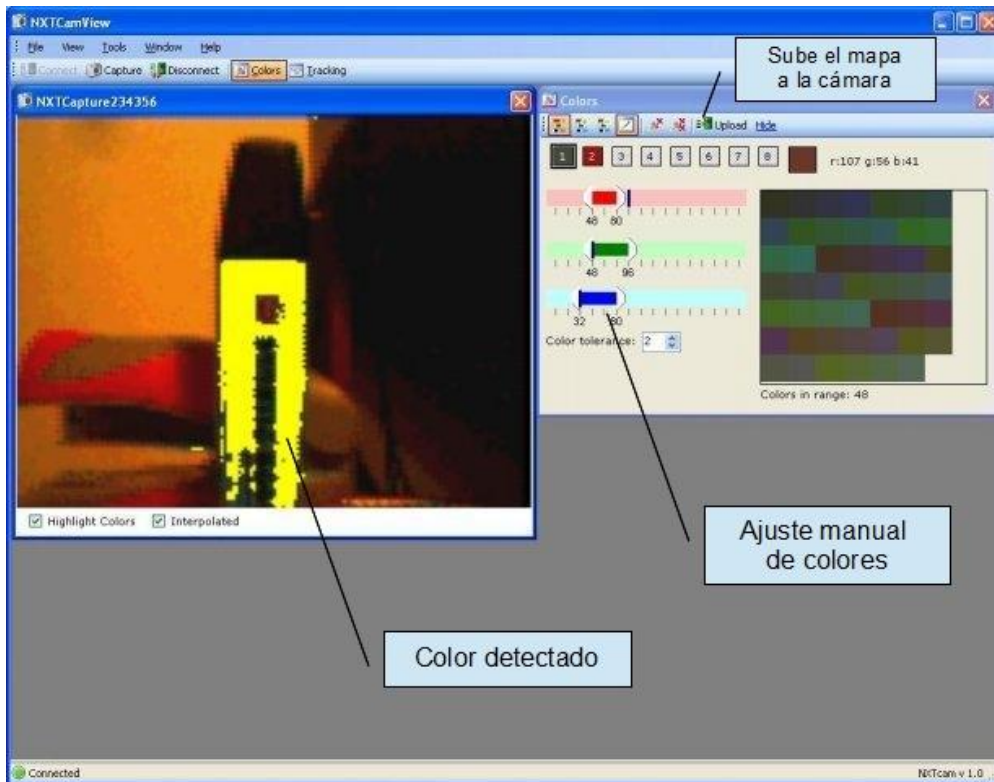 NXTCamView
File View Tools Window Help
Connect Capture Disconnect Colors Tracking
Sube el mapa
a la cámara
NXTCapture234356
Colors
Upload Hide
1 2 3 4 5 6 7 8 r:107 g:56 b:41
48 80
48 96
32 80
Color tolerance: 2
Colors in range: 48
Highlight Colors Interpolated
Ajuste manual
de colores
Color detectado
Connected NXTcam v 1.0